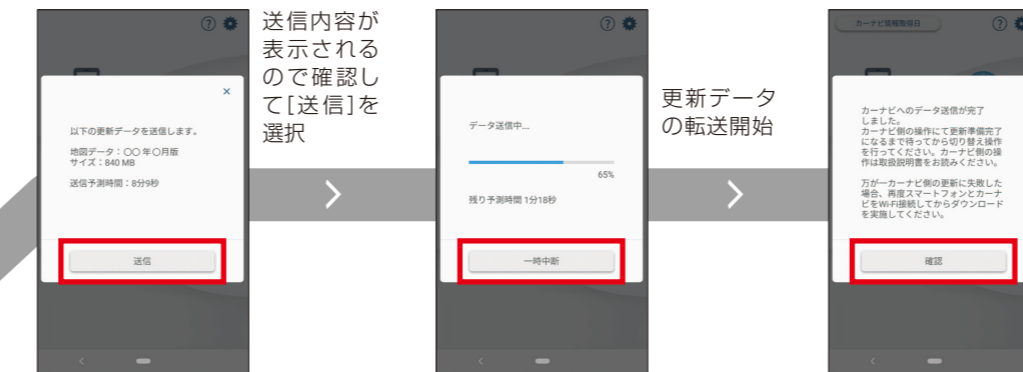 ?
×
以下の更新データを送信します。
地図データ：〇〇年〇月版
サイズ：840 MB
送信予測時間：8分9秒
送信
送信内容が
表示される
ので確認し
て[送信]を
選択
?
データ送信中...
65%
残り予測時間 1分18秒
一時中断
更新データ
の転送開始
カーナビ情報取得日
?
カーナビへのデータ送信が完了
しました。
カーナビ側の操作にて更新準備完了
になるまで待ってから切り替え操作
を行ってください。カーナビ側の操
作は取扱説明書をお読みください。
万が一カーナビ側の更新に失敗した
場合、再度スマートフォンとカーナ
ビをWi-Fi接続してからダウンロード
を実施してください。
確認